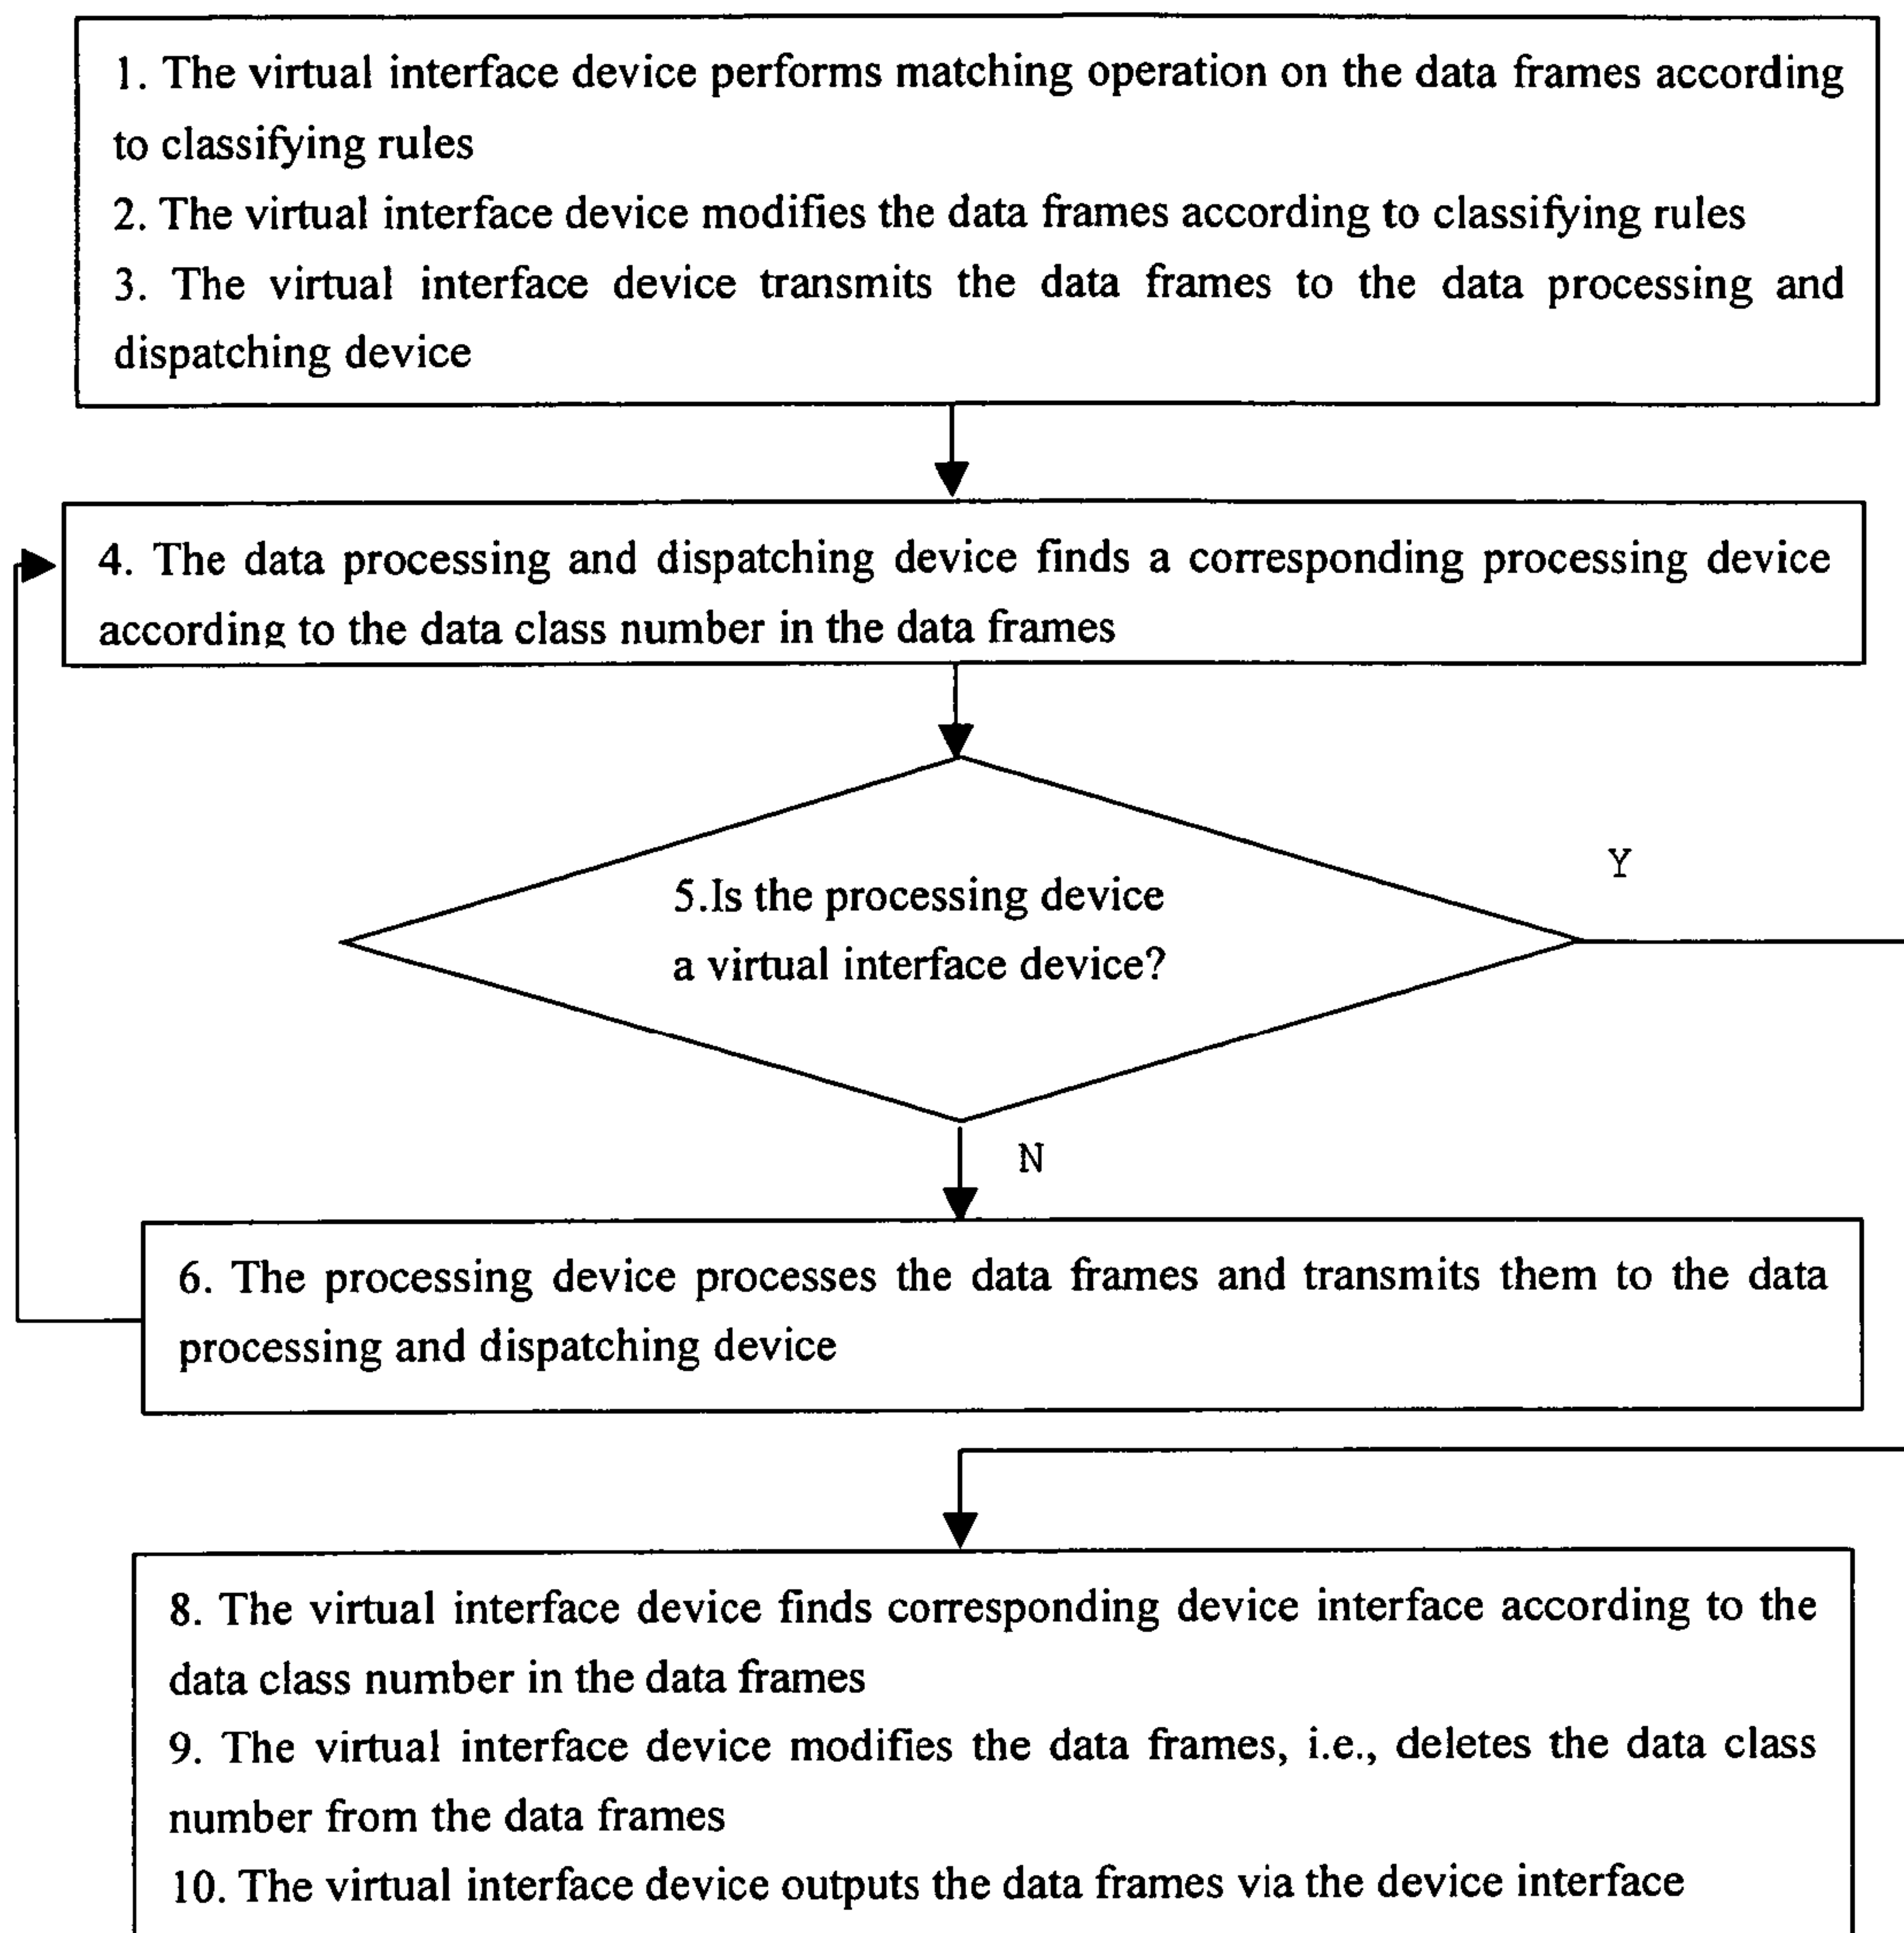 1. The virtual interface device performs matching operation on the data frames according
to classifying rules
2. The virtual interface device modifies the data frames according to classifying rules
3. The virtual interface device transmits the data frames to the data processing and
dispatching device
4. The data processing and dispatching device finds a corresponding processing device
according to the data class number in the data frames
Y
5.Is the processing device
a virtual interface device?
N
6. The processing device processes the data frames and transmits them to the data
processing and dispatching device
8. The virtual interface device finds corresponding device interface according to the
data class number in the data frames
9. The virtual interface device modifies the data frames, i.e., deletes the data class
number from the data frames
10. The virtual interface device outputs the data frames via the device interface